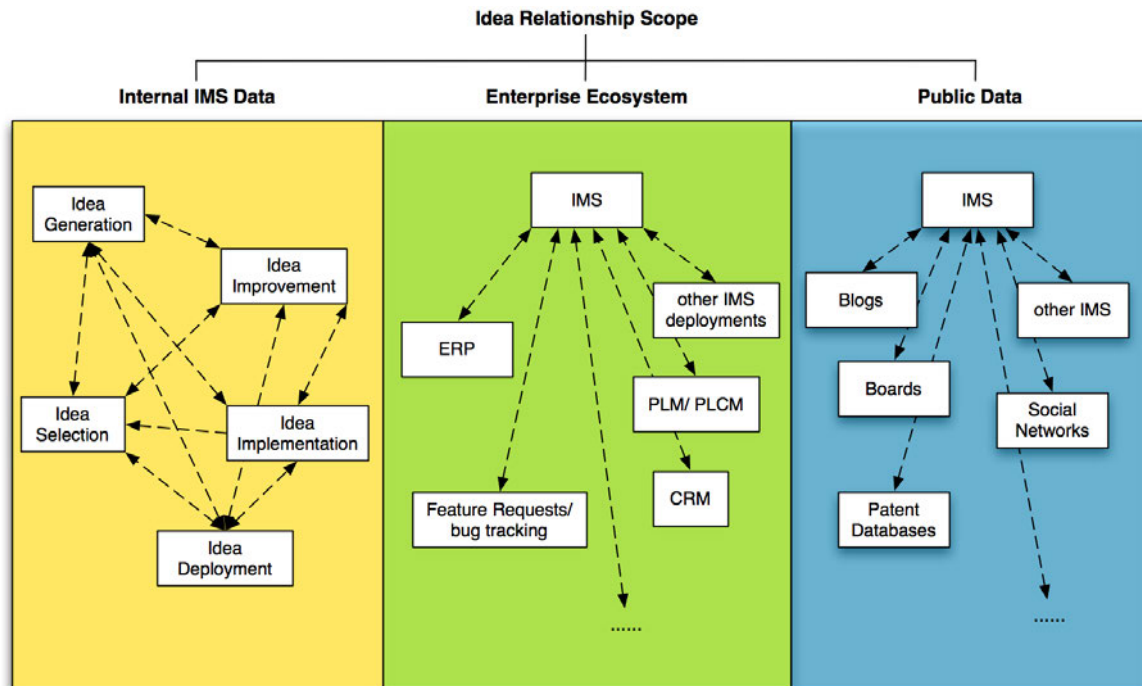 Idea Relationship Scope
Internal IMS Data
Enterprise Ecosystem
Public Data
Idea
Generation
Idea
Improvement
Idea
Selection
Idea
Implementation
Idea
Deployment
IMS
other IMS
deployments
ERP
PLM/ PLCM
CRM
Feature Requests/
bug tracking
......
IMS
Blogs
other IMS
Boards
Social
Networks
Patent
Databases
......